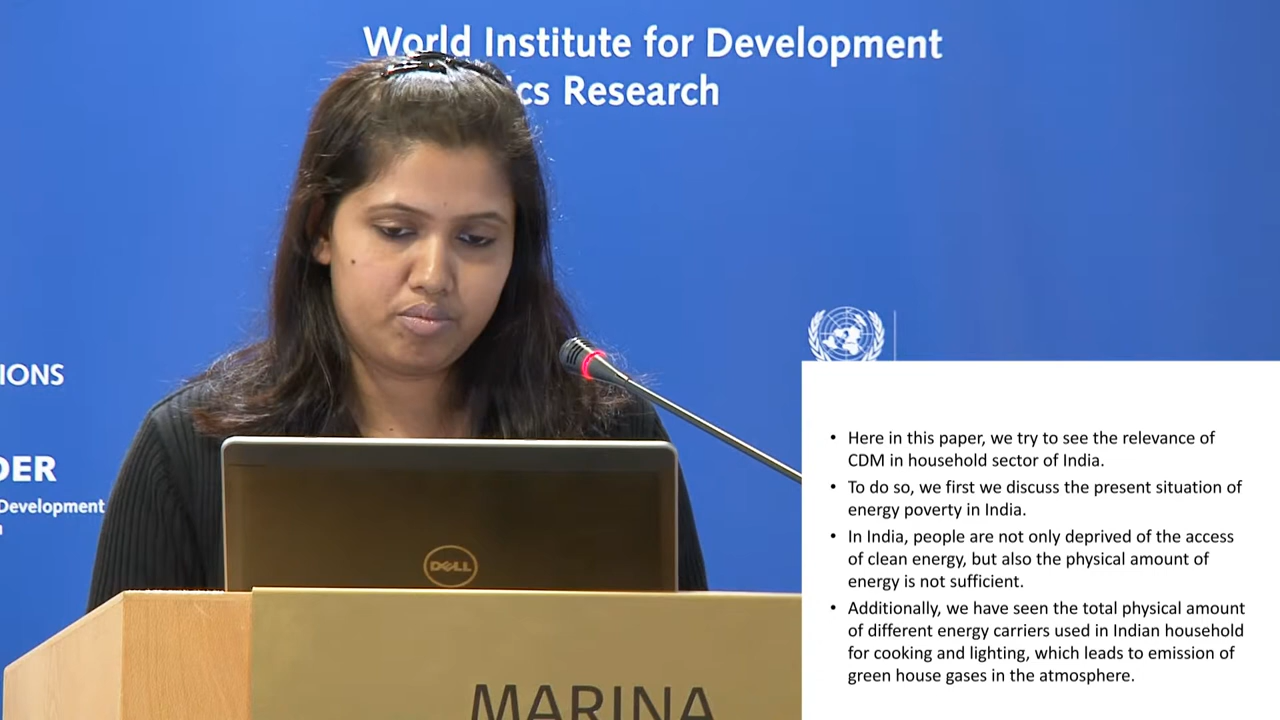 World Institute for Development
cs Research
IONS
DER
Development
DELL
MARINA
• Here in this paper, we try to see the relevance of
CDM in household sector of India.
• To do so, we first we discuss the present situation of
energy poverty in India.
• In India, people are not only deprived of the access
of clean energy, but also the physical amount of
energy is not sufficient.
• Additionally, we have seen the total physical amount
of different energy carriers used in Indian household
for cooking and lighting, which leads to emission of
green house gases in the atmosphere.